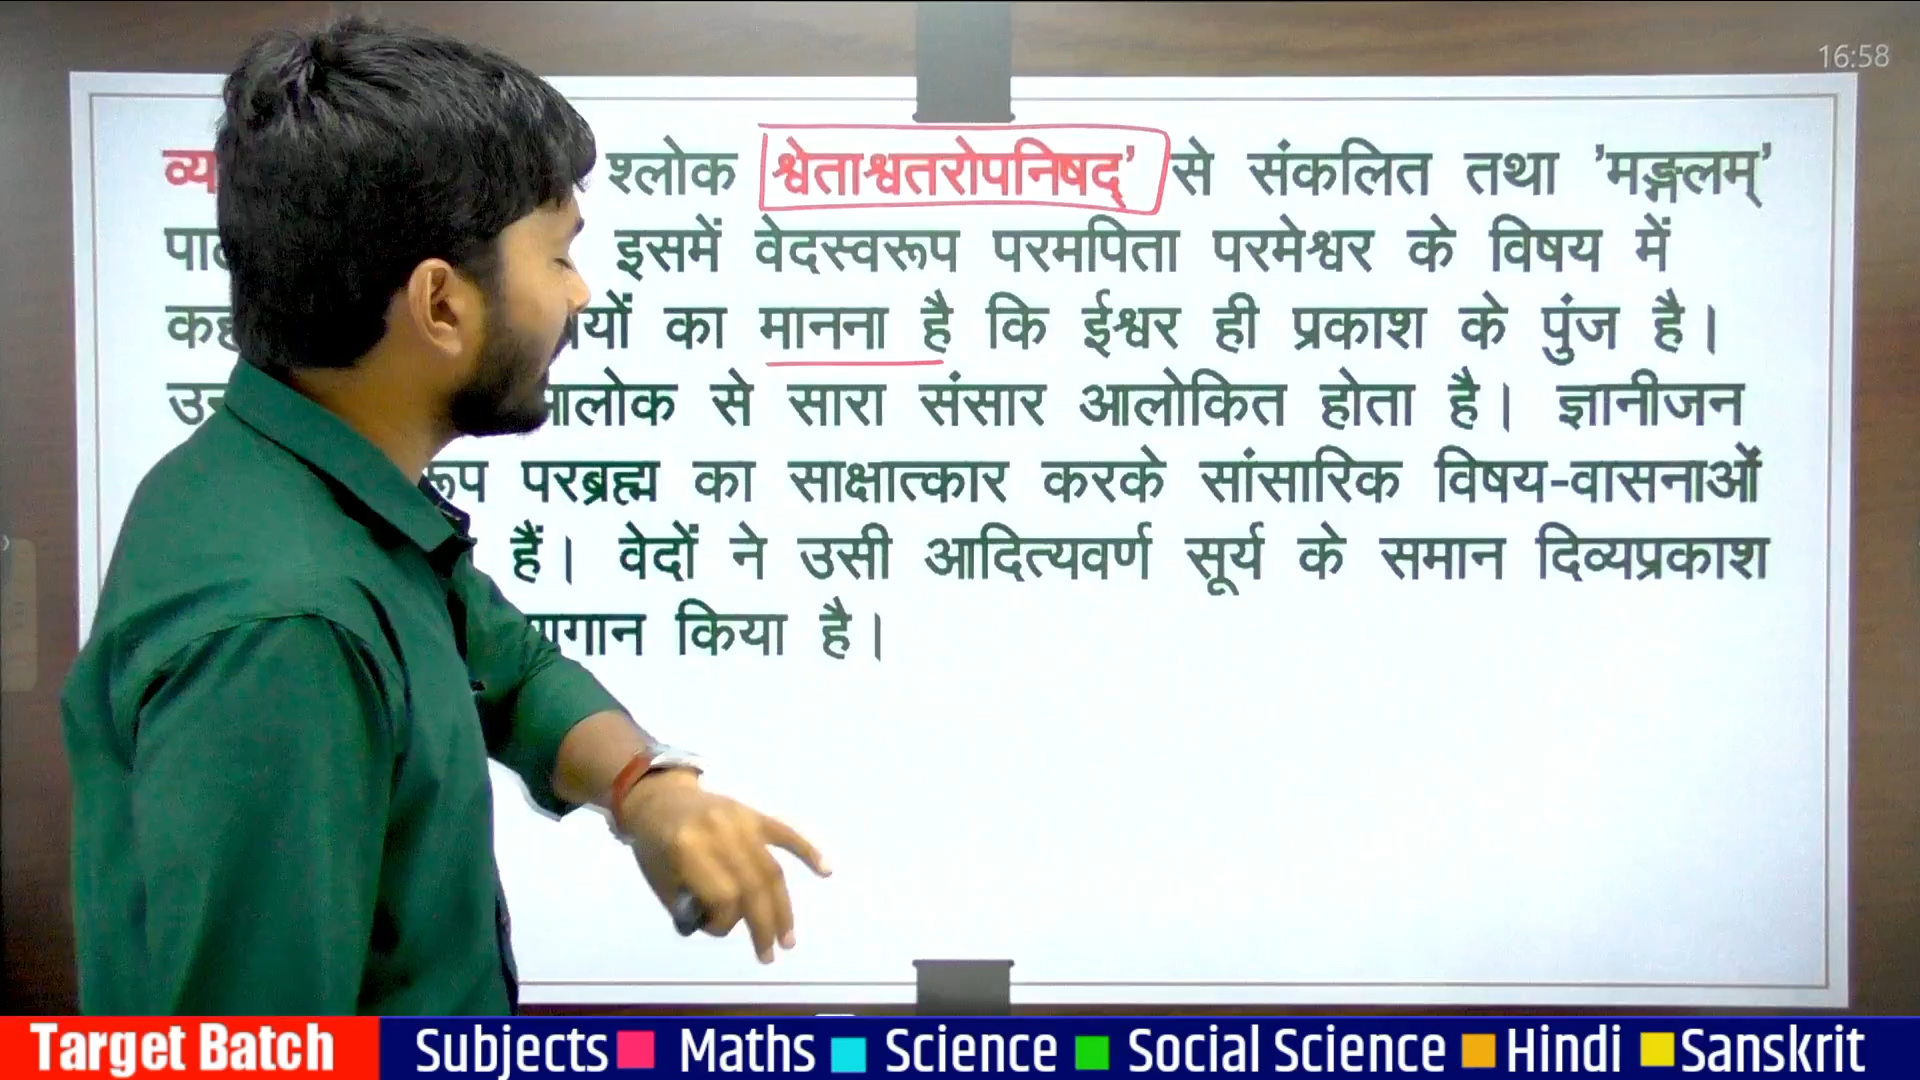 16:58
श्लोक श्वेताश्वतरोपनिषद्' से संकलित तथा 'मङ्गलम्'
इसमें वेदस्वरूप परमपिता परमेश्वर के विषय में
का मानना है कि ईश्वर ही प्रकाश के पुंज है।
आलोक से सारा संसार आलोकित होता है। ज्ञानीजन
परब्रह्म का साक्षात्कार करके सांसारिक विषय-वासनाओं
हैं। वेदों ने उसी आदित्यवर्ण सूर्य के समान दिव्यप्रकाश
किया है।
Target Batch Subjects Maths Science Social Science Hindi Sanskrit